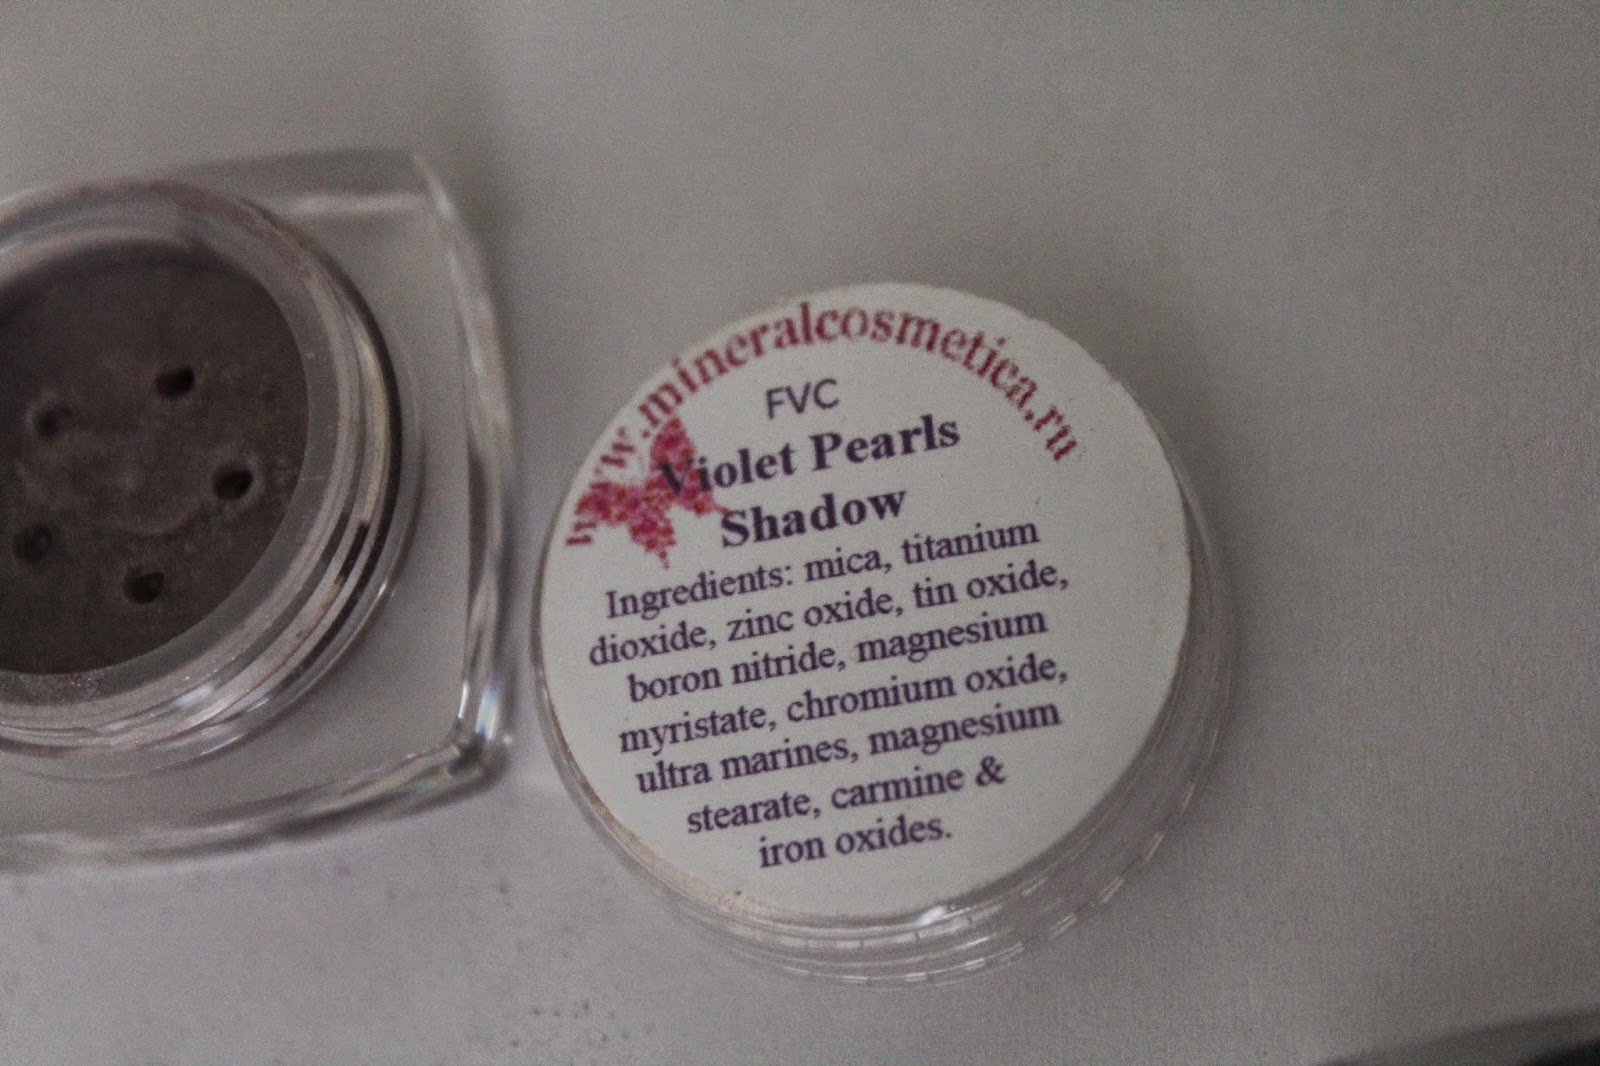 www.mineralcosmetica.ru
FVC
Violet Pearls
Shadow
Ingredients: mica, titanium
dioxide, zinc oxide, tin oxide,
boron nitride, magnesium
myristate, chromium oxide,
ultra marines, magnesium
stearate, carmine &
iron oxides.